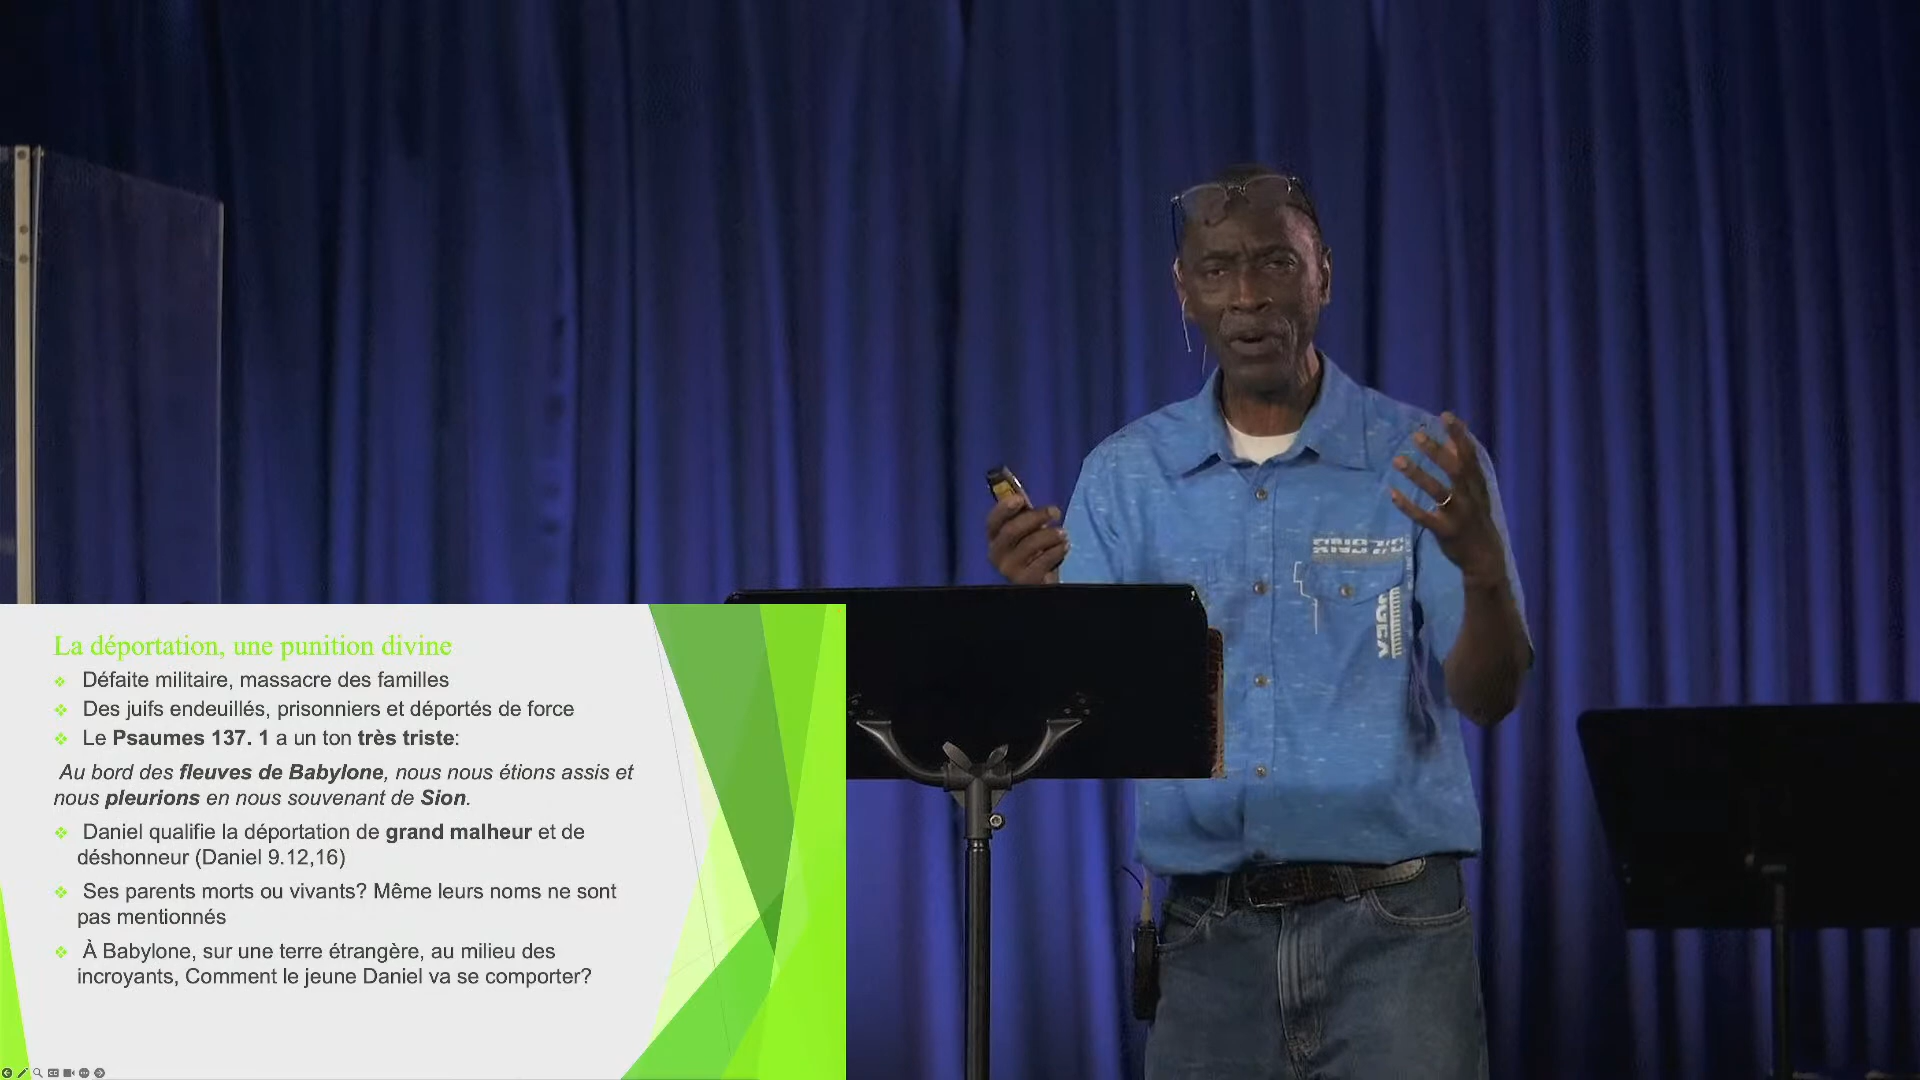 La déportation, une punition divine
Défaite militaire, massacre des familles
Des juifs endeuillés, prisonniers et déportés de force
Le Psaumes 137. 1 a un ton très triste:
Au bord des fleuves de Babylone, nous nous étions assis et
nous pleurions en nous souvenant de Sion.
Daniel qualifie la déportation de grand malheur et de
déshonneur (Daniel 9.12,16)
Ses parents morts ou vivants? Même leurs noms ne sont
pas mentionnés
À Babylone, sur une terre étrangère, au milieu des
incroyants, Comment le jeune Daniel va se comporter?